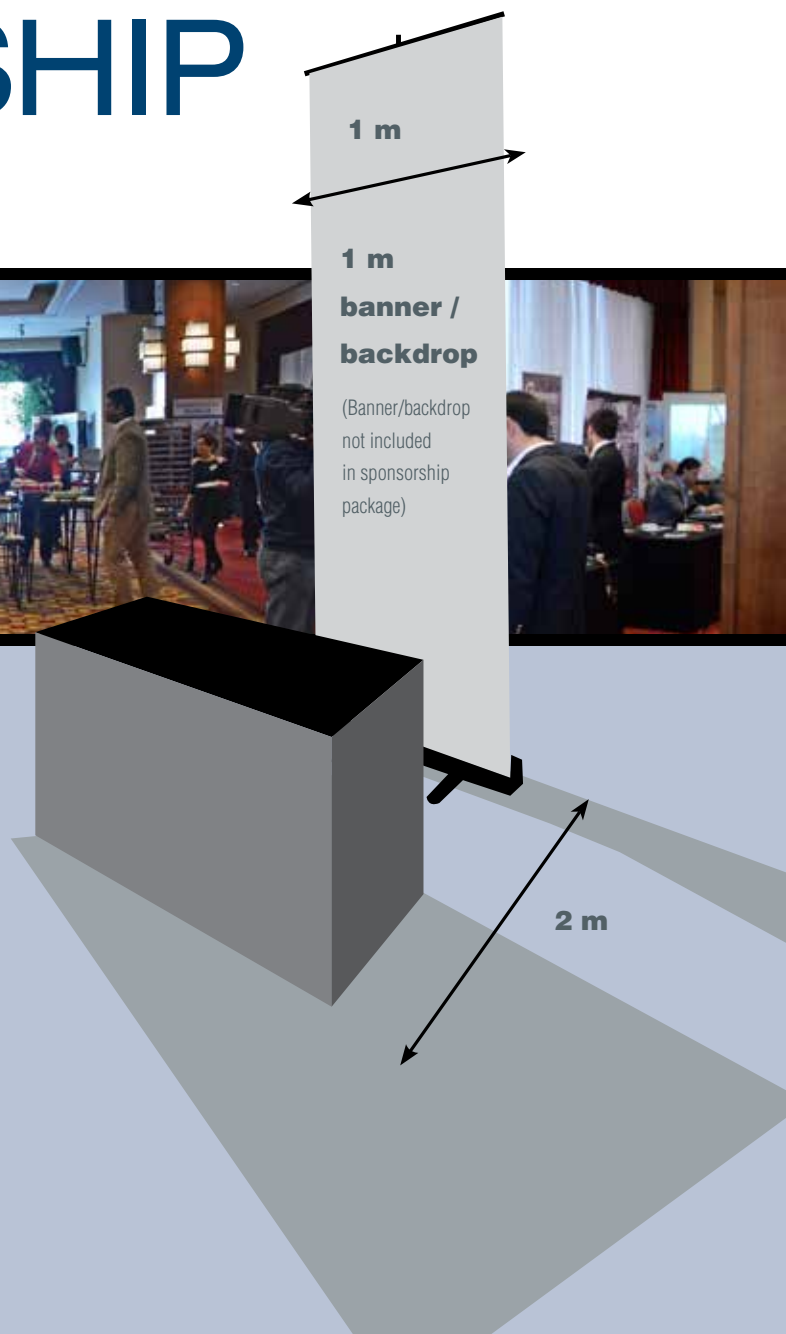 SHIP
1 m
1 m
banner /
backdrop
(Banner/backdrop
not included
in sponsorship
package)
2 m